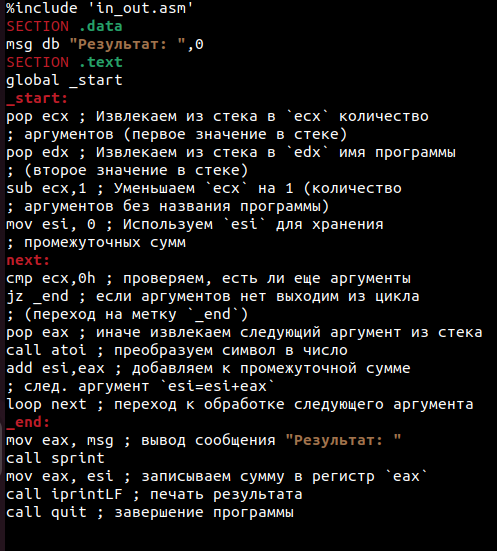 %include 'in_out.asm'
SECTION .data
msg db "Результат: ",0
SECTION .text
global _start
_start:
pop ecx ; Извлекаем из стека в `ecx` количество
; аргументов (первое значение в стеке)
pop edx ; Извлекаем из стека в `edx` имя программы
; (второе значение в стеке)
sub ecx,1 ; Уменьшаем `ecx` на 1 (количество
; аргументов без названия программы)
mov esi, 0 ; Используем `esi` для хранения
; промежуточных сумм
next:
cmp ecx,0h ; проверяем, есть ли еще аргументы
jz _end ; если аргументов нет выходим из цикла
; (переход на метку `_end`)
pop eax ; иначе извлекаем следующий аргумент из стека
call atoi ; преобразуем символ в число
add esi,eax ; добавляем к промежуточной сумме
; след. аргумент `esi=esi+eax`
loop next ; переход к обработке следующего аргумента
_end:
mov eax, msg ; вывод сообщения "Результат: "
call sprint
mov eax, esi ; записываем сумму в регистр `eax`
call iprintLF ; печать результата
call quit ; завершение программы